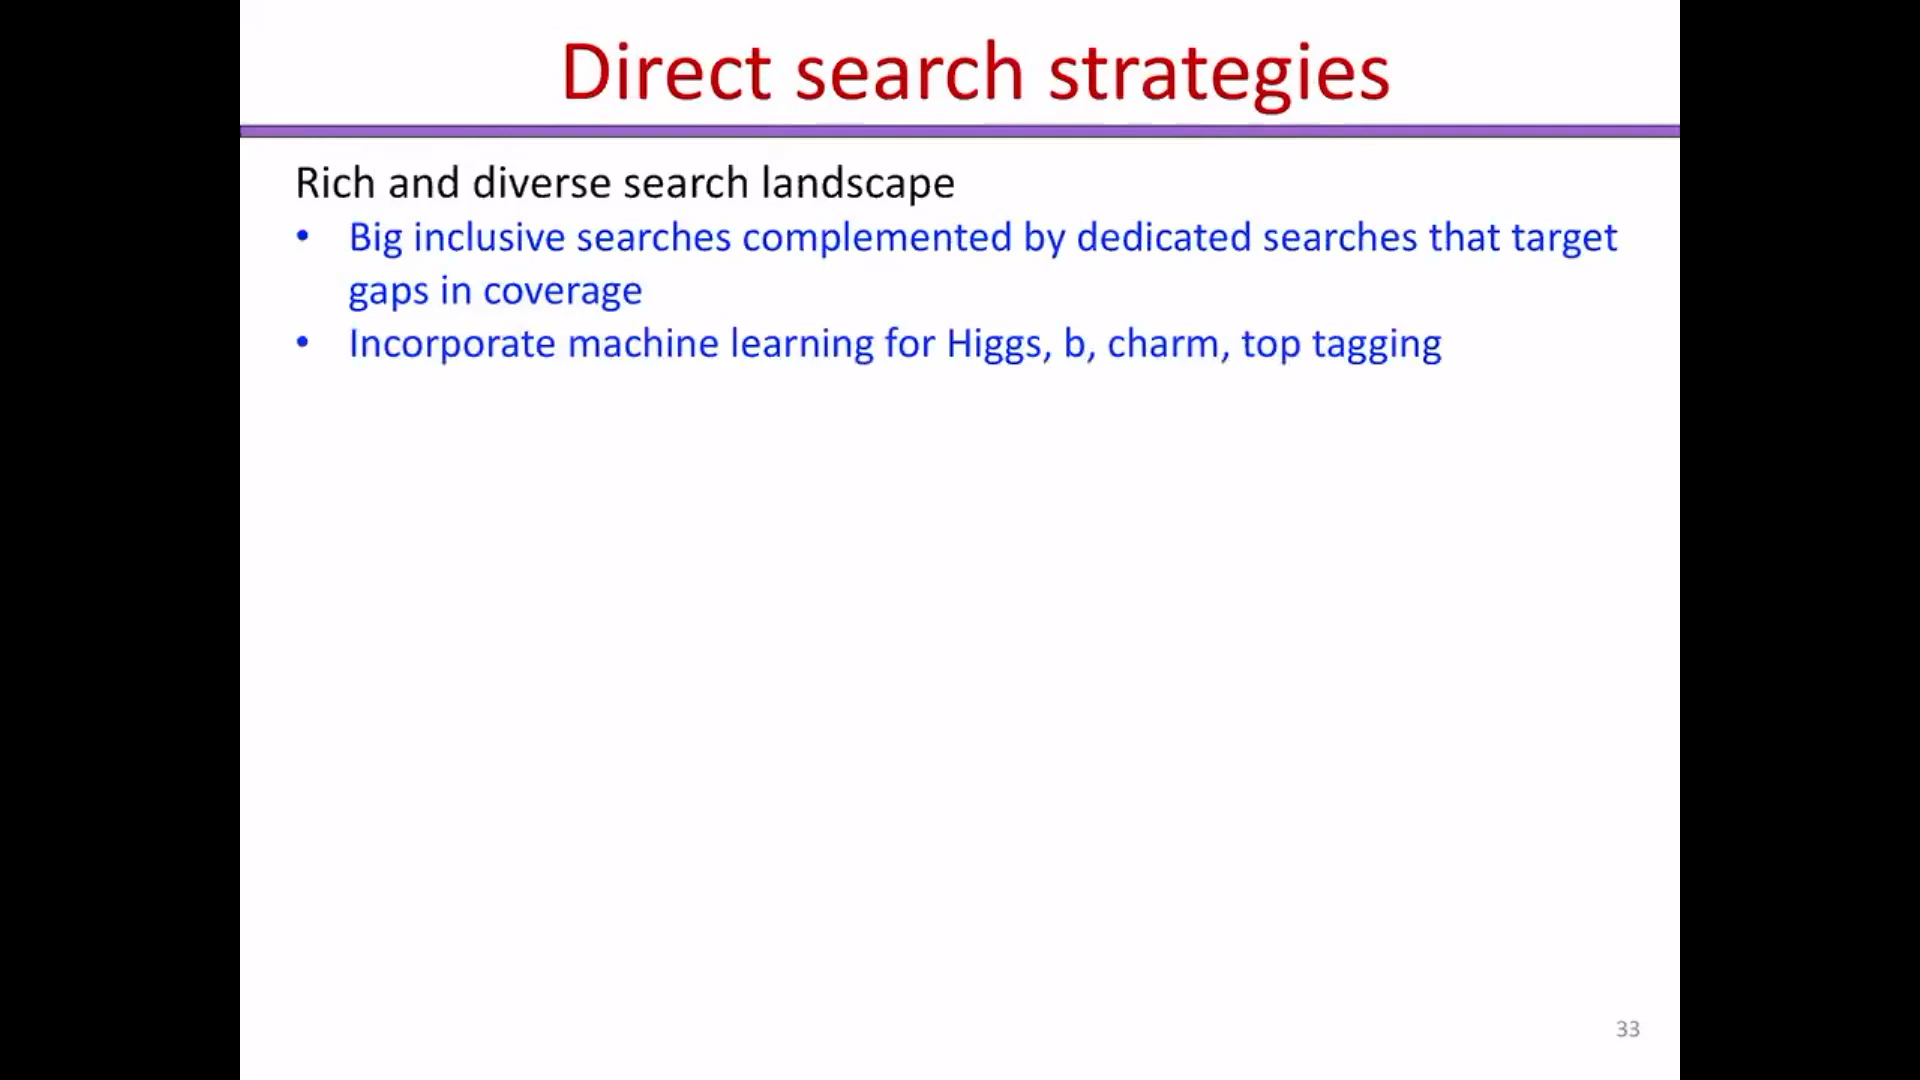 Direct search strategies
Rich and diverse search landscape
• Big inclusive searches complemented by dedicated searches that target
gaps in coverage
• Incorporate machine learning for Higgs, b, charm, top tagging
33